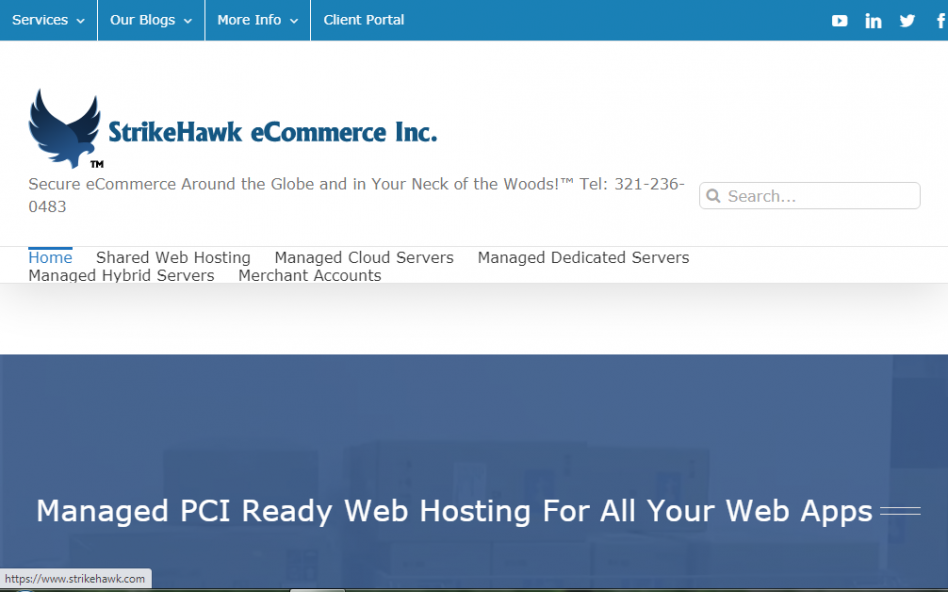 Services Our Blogs More Info Client Portal
StrikeHawk eCommerce Inc.
TM
Secure eCommerce Around the Globe and in Your Neck of the Woods!™ Tel: 321-236-
0483
Search...
Home Shared Web Hosting Managed Cloud Servers Managed Dedicated Servers
Managed Hybrid Servers Merchant Accounts
Managed PCI Ready Web Hosting For All Your Web Apps
https://www.strikehawk.com